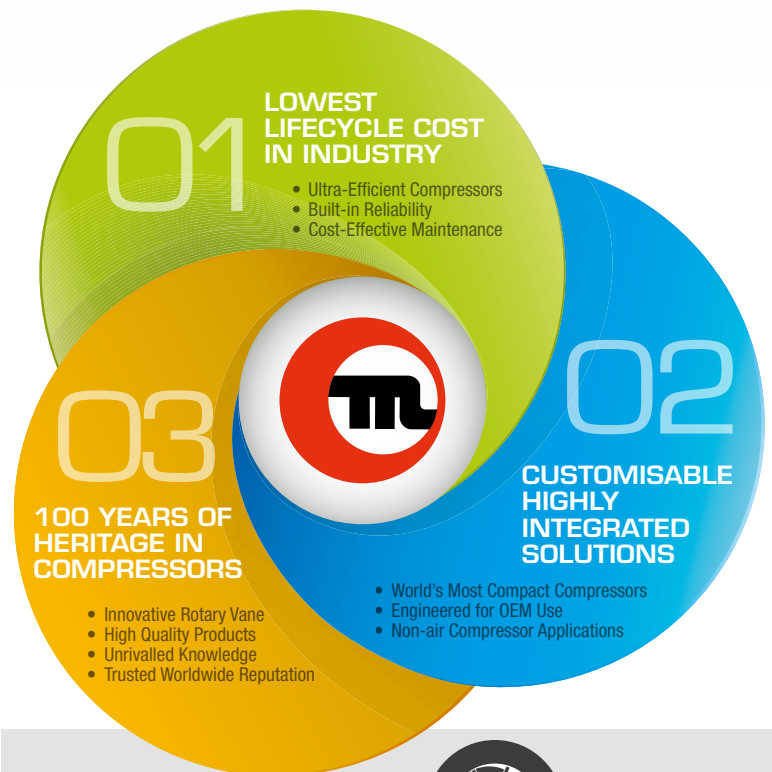 01
LOWEST
LIFECYCLE COST
IN INDUSTRY
• Ultra-Efficient Compressors
• Built-in Reliability
• Cost-Effective Maintenance
02
CUSTOMISABLE
HIGHLY
INTEGRATED
SOLUTIONS
• World's Most Compact Compressors
• Engineered for OEM Use
• Non-air Compressor Applications
03
100 YEARS OF
HERITAGE IN
COMPRESSORS
• Innovative Rotary Vane
• High Quality Products
• Unrivalled Knowledge
• Trusted Worldwide Reputation